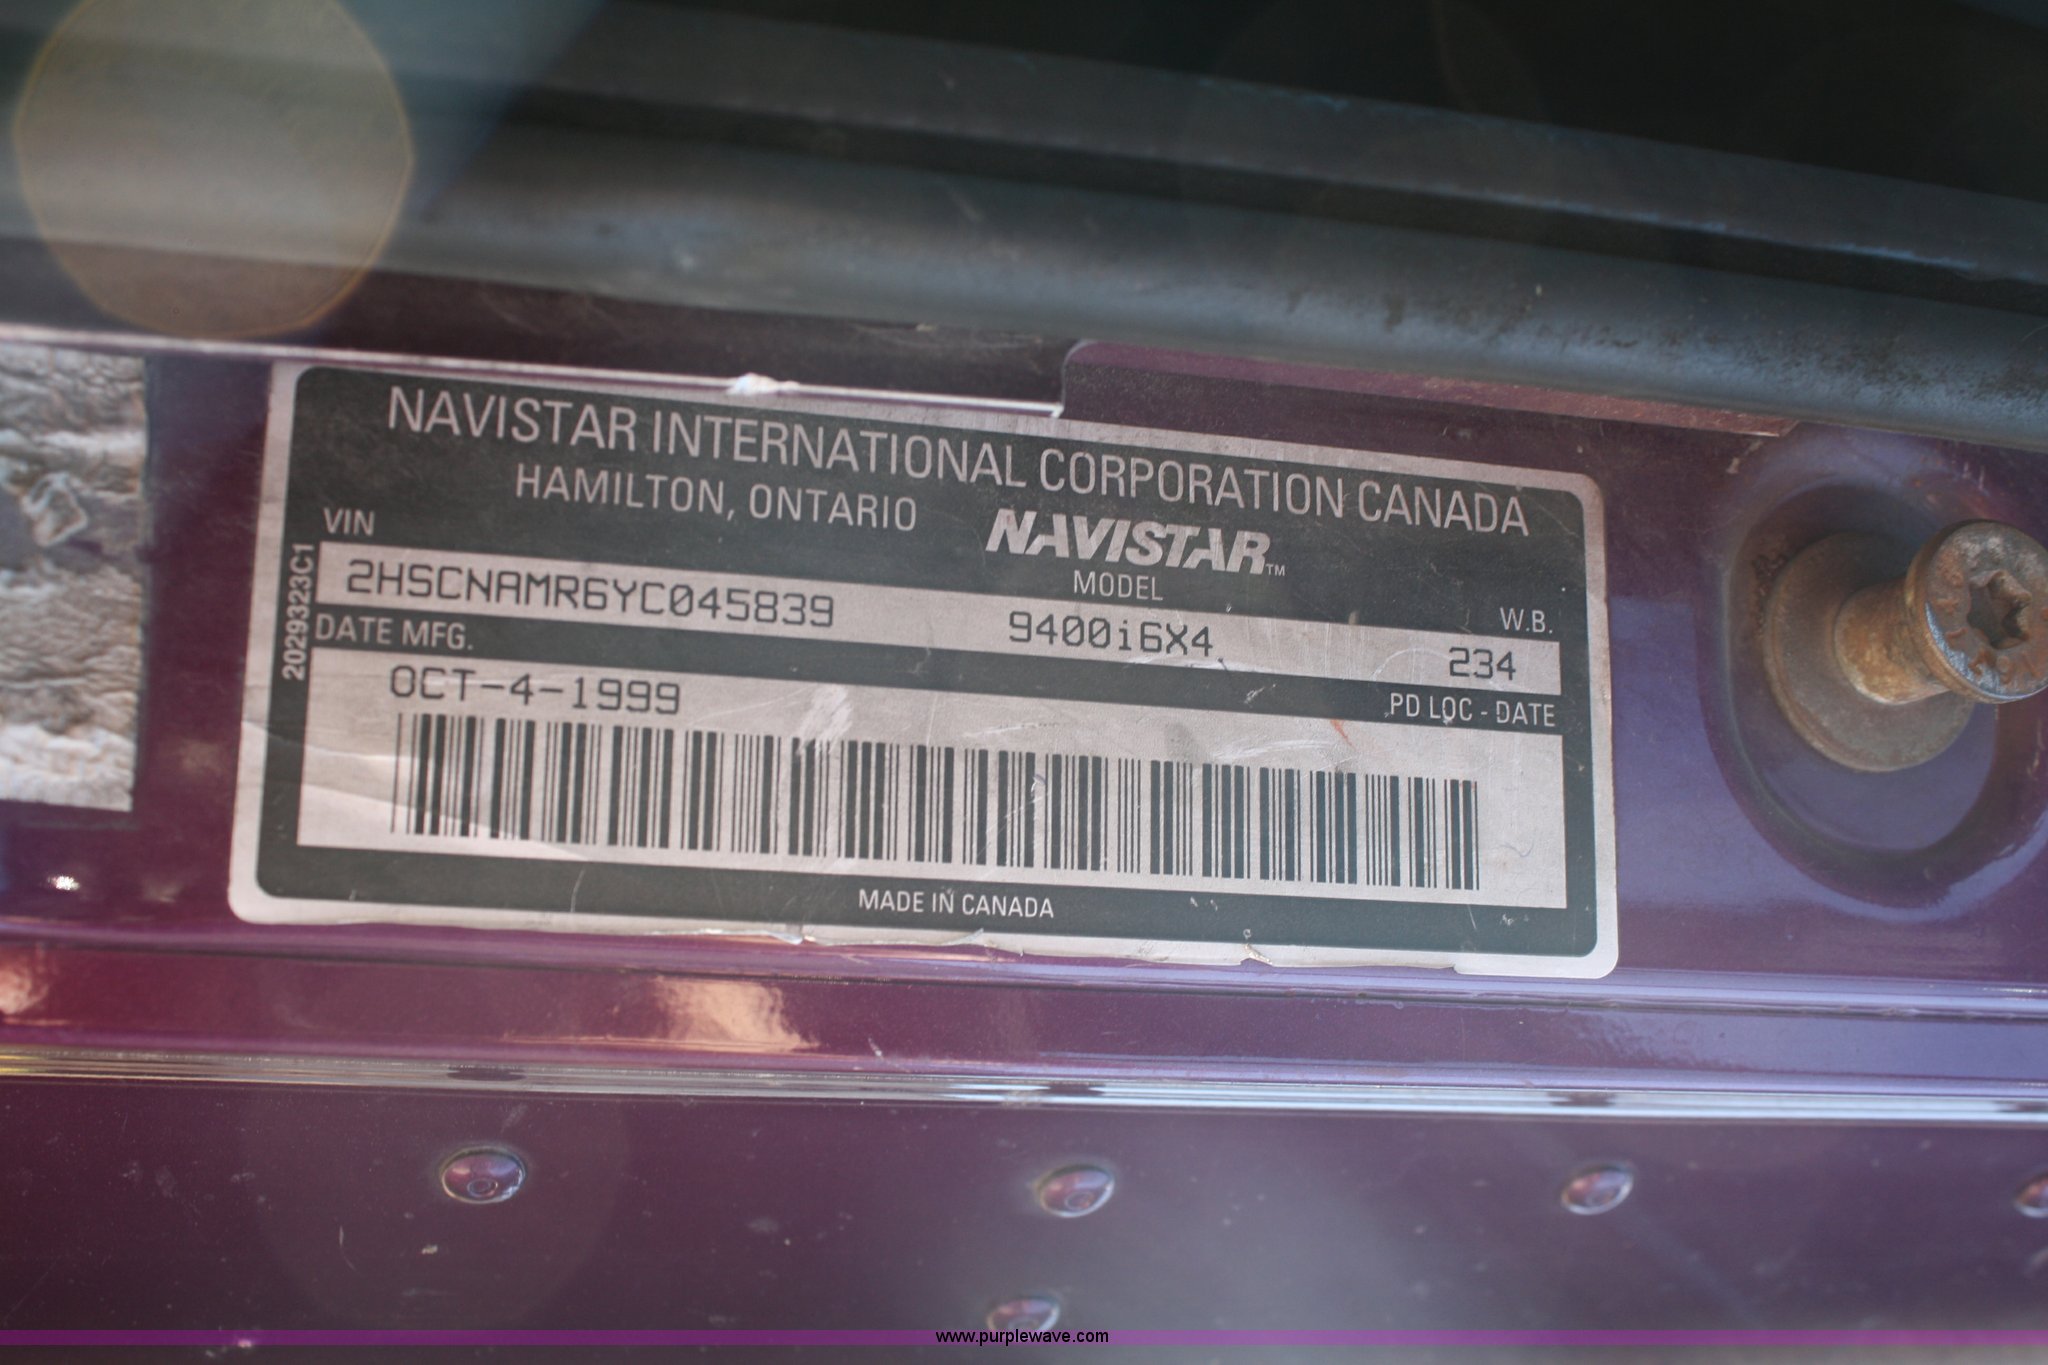 NAVISTAR INTERNATIONAL CORPORATION CANADA
HAMILTON, ONTARIO
NAVISTAR™
VIN
MODEL
W.B.
2HSCNAMR6YC045839
9400i6X4
234
DATE MFG.
PD LOC - DATE
OCT-4-1999
2029323C1
MADE IN CANADA
www.purplewave.com